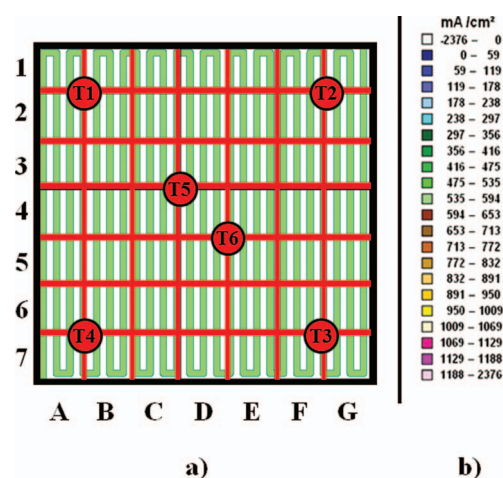 mA /cm²
-2376 – 0
0 – 59
59 – 119
119 – 178
178 – 238
238 – 297
297 – 356
356 – 416
416 – 475
475 – 535
535 – 594
594 – 653
653 – 713
713 – 772
772 – 832
832 – 891
891 – 950
950 – 1009
1009 – 1069
1069 – 1129
1129 – 1188
1188 – 2376
1
2
3
4
5
6
7
T1
T2
T5
T6
T4
T3
A B C D E F G
a)
b)